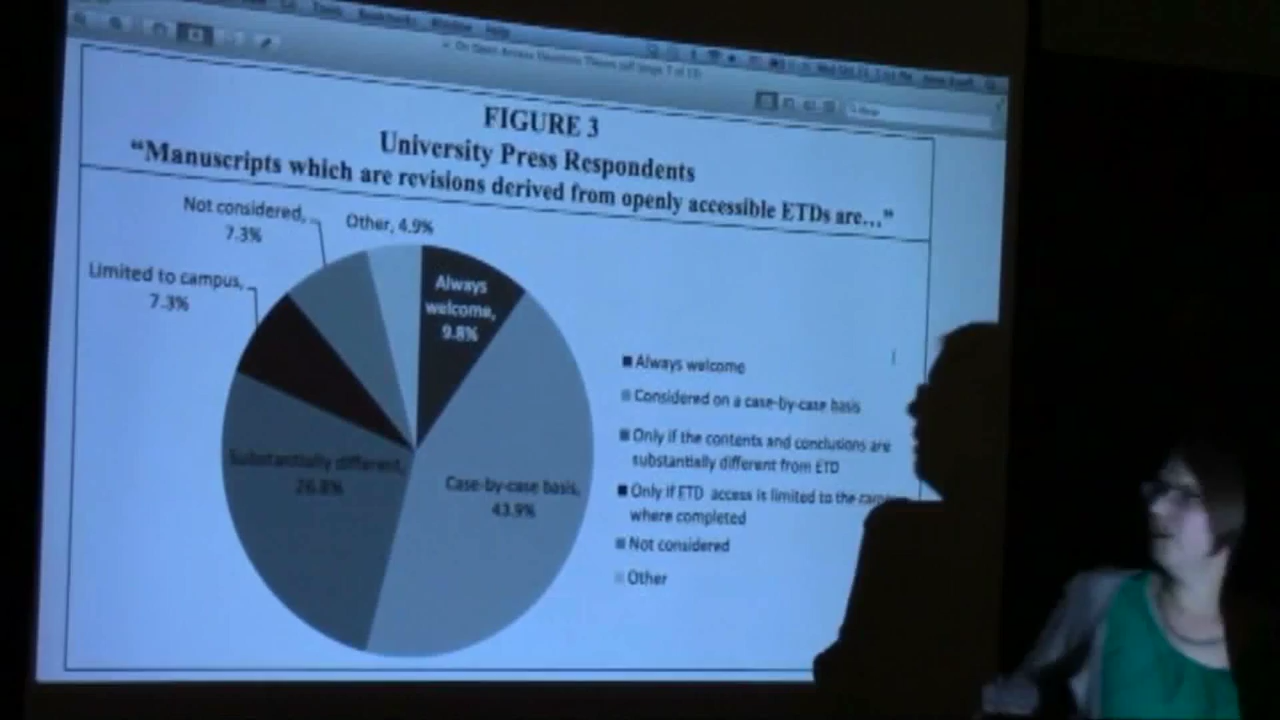 Bookmarks Window Help
FIGURE 3
University Press Respondents
“Manuscripts which are revisions derived from openly accessible ETDs are...”
Not considered,
7.3%
Other, 4.9%
Limited to campus,
7.3%
Always
welcome,
9.8%
Substantially different,
26.8%
Case-by-case basis,
43.9%
Always welcome
Considered on a case-by-case basis
Only if the contents and conclusions are
substantially different from ETD
Only if ETD access is limited to the
where completed
Not considered
Other